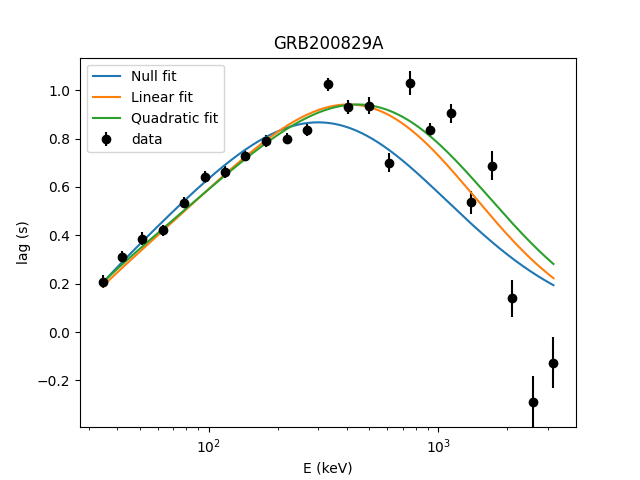 GRB200829A
Null fit
Linear fit
Quadratic fit
data
lag (s)
1.0
0.8
0.6
0.4
0.2
0.0
−0.2
10²
10³
E (keV)